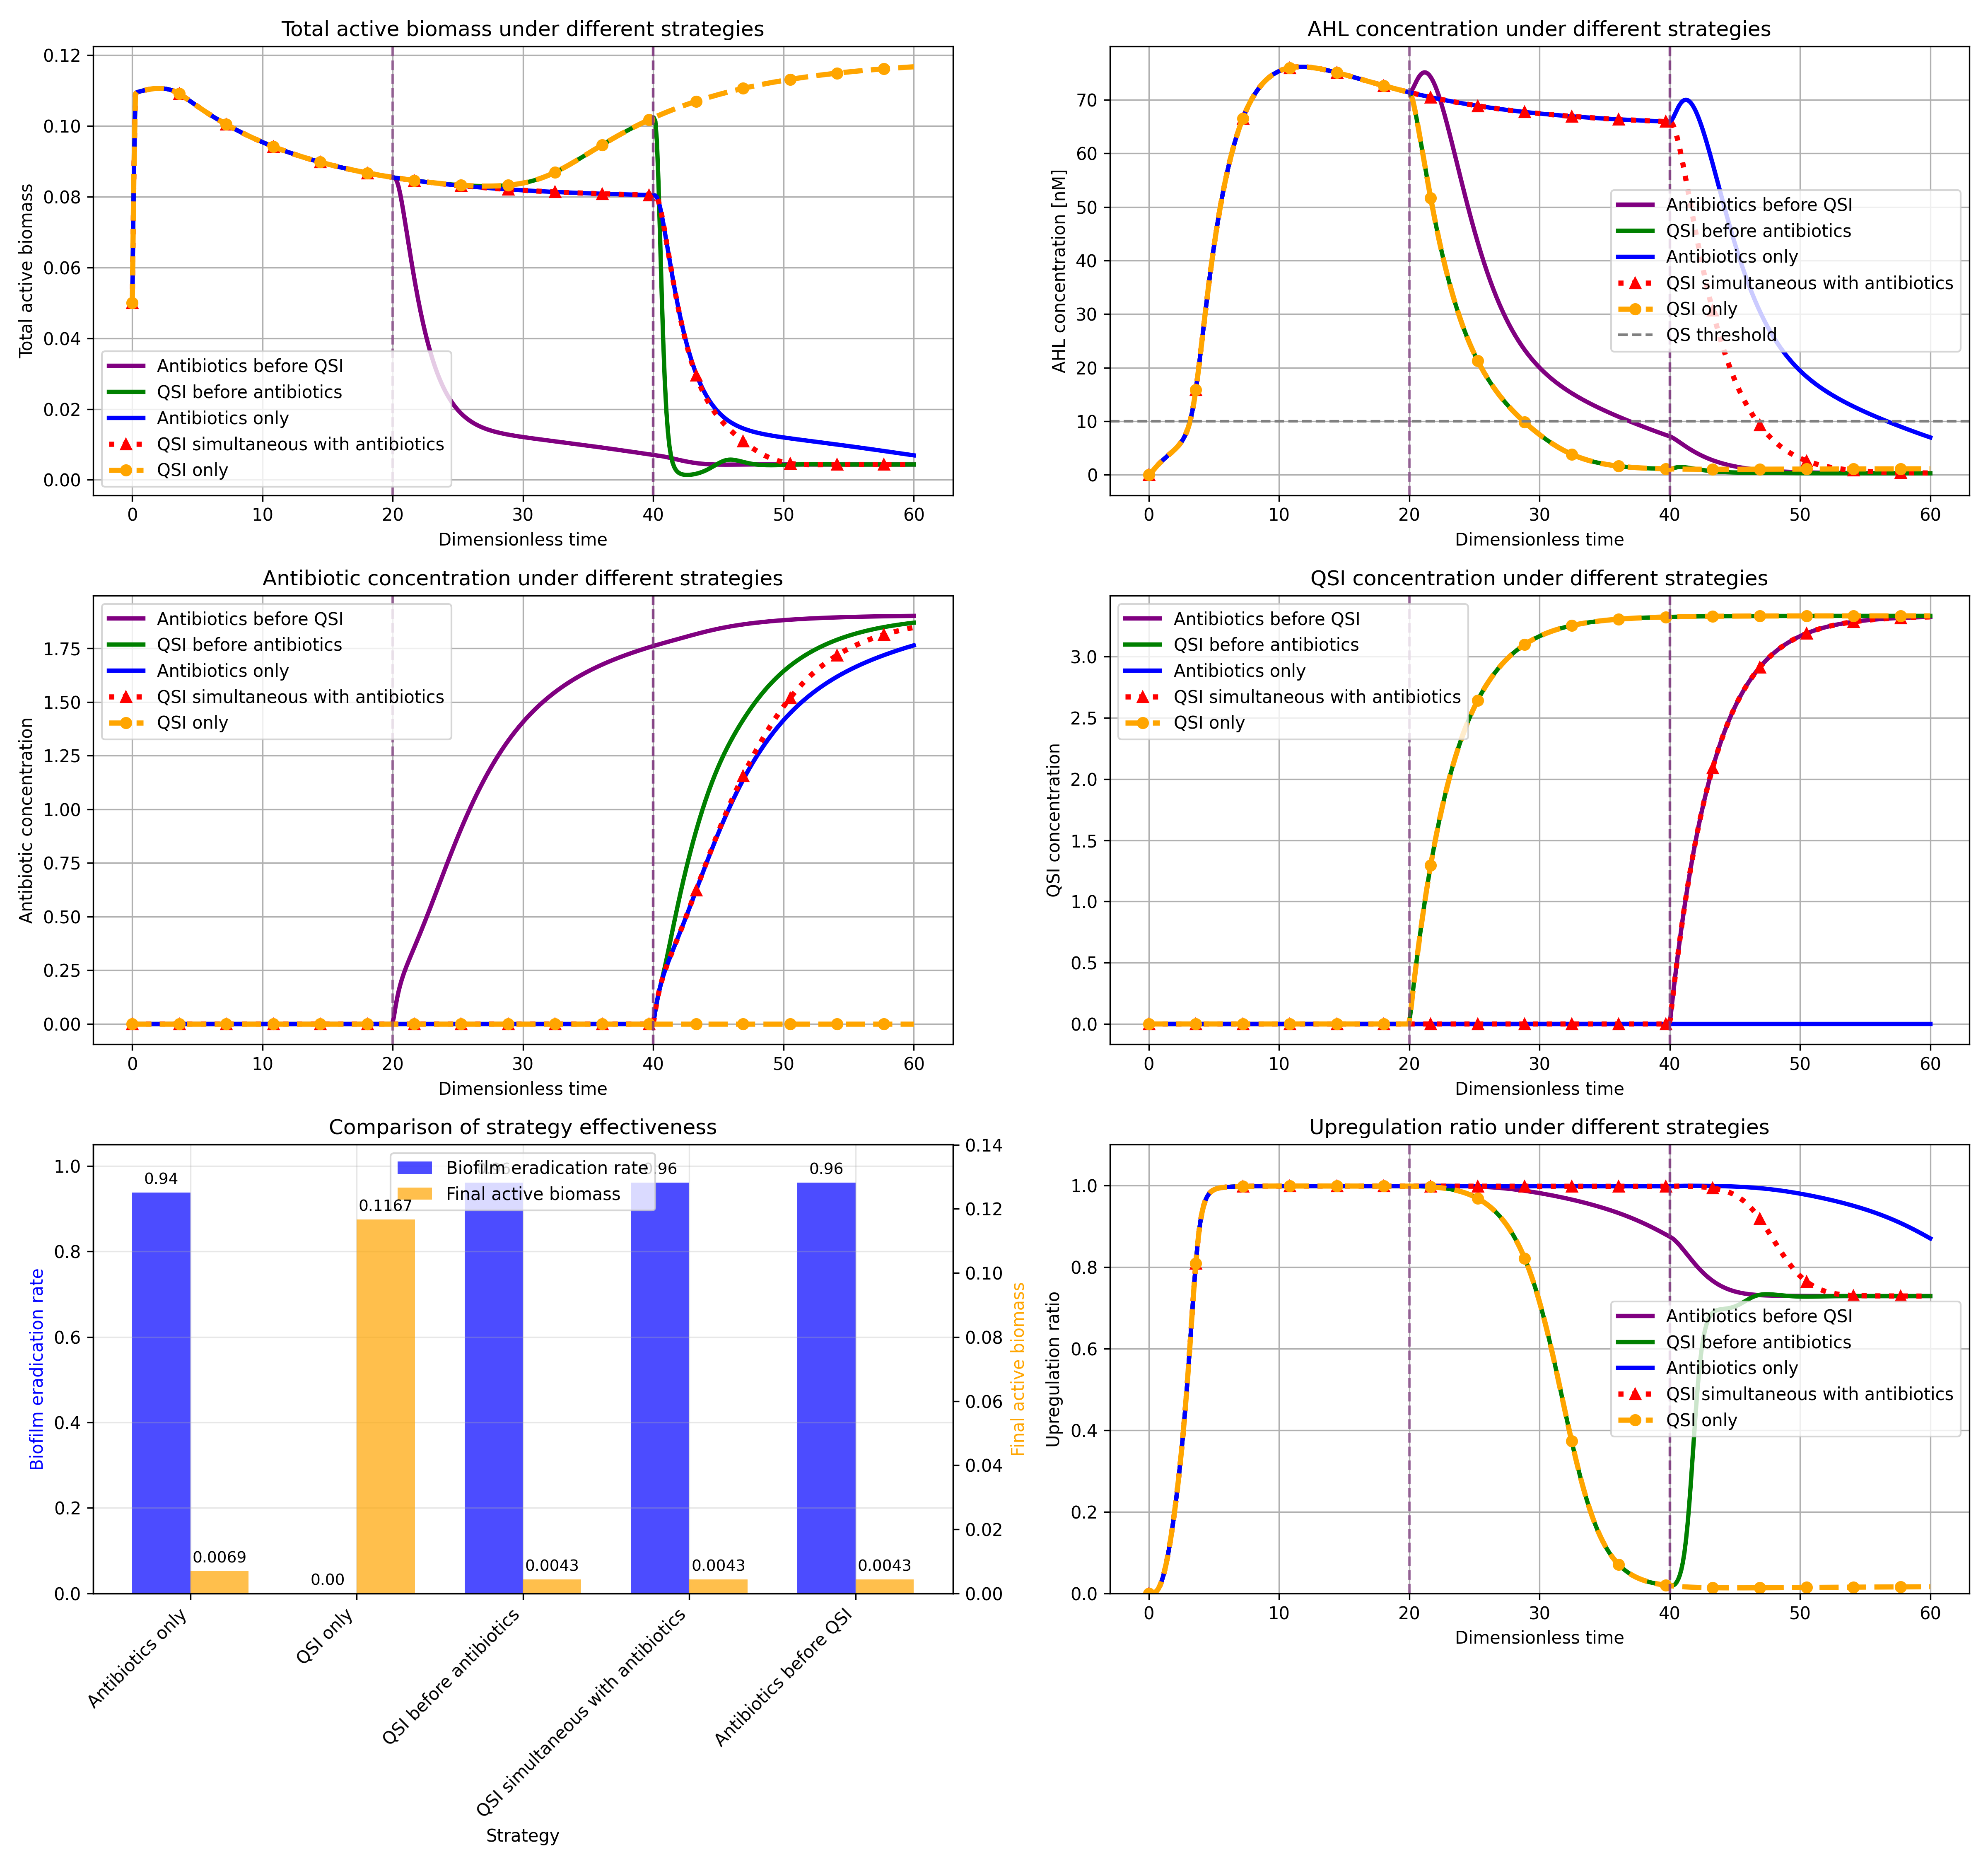 Total active biomass under different strategies
0.12
0.10
0.08
0.06
0.04
0.02
0.00
Total active biomass
Antibiotics before QSI
QSI before antibiotics
Antibiotics only
QSI simultaneous with antibiotics
QSI only
0 10 20 30 40 50 60
Dimensionless time
AHL concentration under different strategies
70
60
50
40
30
20
10
0
AHL concentration [nM]
Antibiotics before QSI
QSI before antibiotics
Antibiotics only
QSI simultaneous with antibiotics
QSI only
QS threshold
0 10 20 30 40 50 60
Dimensionless time
Antibiotic concentration under different strategies
1.75
1.50
1.25
1.00
0.75
0.50
0.25
0.00
Antibiotic concentration
Antibiotics before QSI
QSI before antibiotics
Antibiotics only
QSI simultaneous with antibiotics
QSI only
0 10 20 30 40 50 60
Dimensionless time
QSI concentration under different strategies
3.0
2.5
2.0
1.5
1.0
0.5
0.0
QSI concentration
Antibiotics before QSI
QSI before antibiotics
Antibiotics only
QSI simultaneous with antibiotics
QSI only
0 10 20 30 40 50 60
Dimensionless time
Comparison of strategy effectiveness
1.0
0.8
0.6
0.4
0.2
0.0
Biofilm eradication rate
Biofilm eradication rate
Final active biomass
0.94
0.0069
0.00
0.1167
0.0043
.96
0.0043
0.96
0.0043
0.14
0.12
0.10
0.08
0.06
0.04
0.02
0.00
Final active biomass
Antibiotics only
QSI only
QSI before antibiotics
QSI simultaneous with antibiotics
Antibiotics before QSI
Strategy
Upregulation ratio under different strategies
1.0
0.8
0.6
0.4
0.2
0.0
Upregulation ratio
Antibiotics before QSI
QSI before antibiotics
Antibiotics only
QSI simultaneous with antibiotics
QSI only
0 10 20 30 40 50 60
Dimensionless time